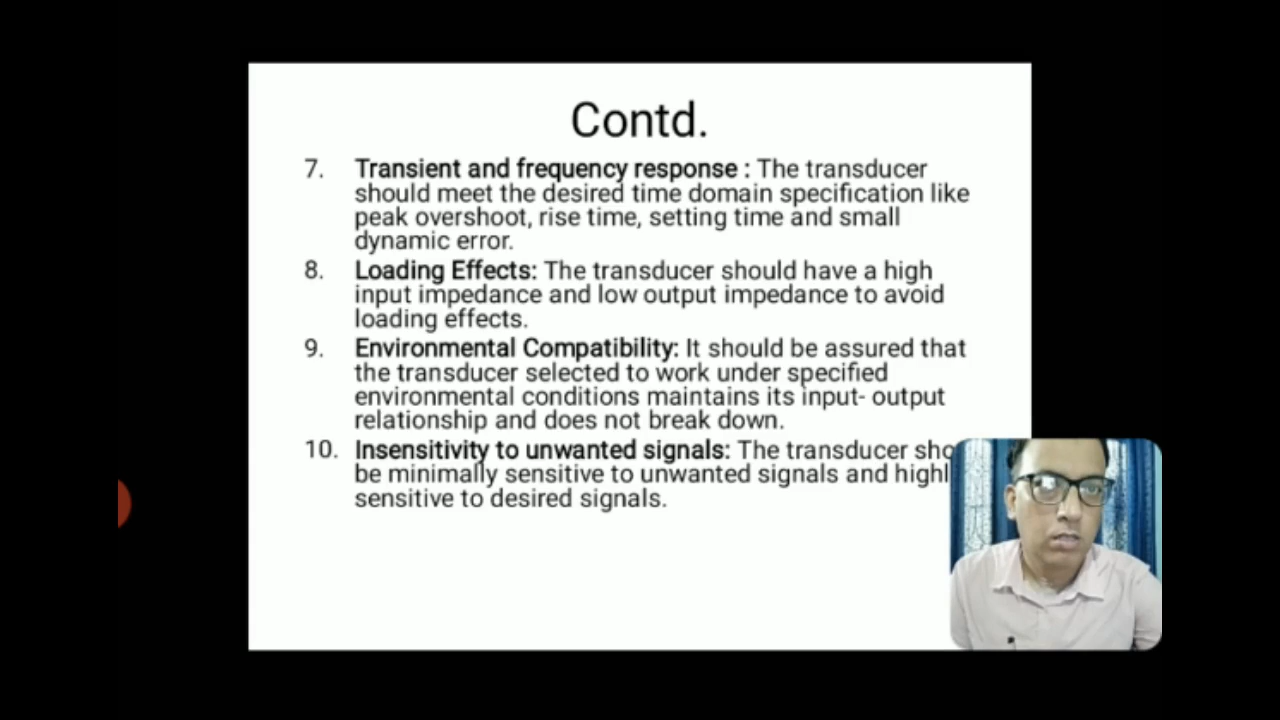 Contd.
7. Transient and frequency response : The transducer
should meet the desired time domain specification like
peak overshoot, rise time, setting time and small
dynamic error.
8. Loading Effects: The transducer should have a high
input impedance and low output impedance to avoid
loading effects.
9. Environmental Compatibility: It should be assured that
the transducer selected to work under specified
environmental conditions maintains its input- output
relationship and does not break down.
10. Insensitivity to unwanted signals: The transducer
be minimally sensitive to unwanted signals and
sensitive to desired signals.